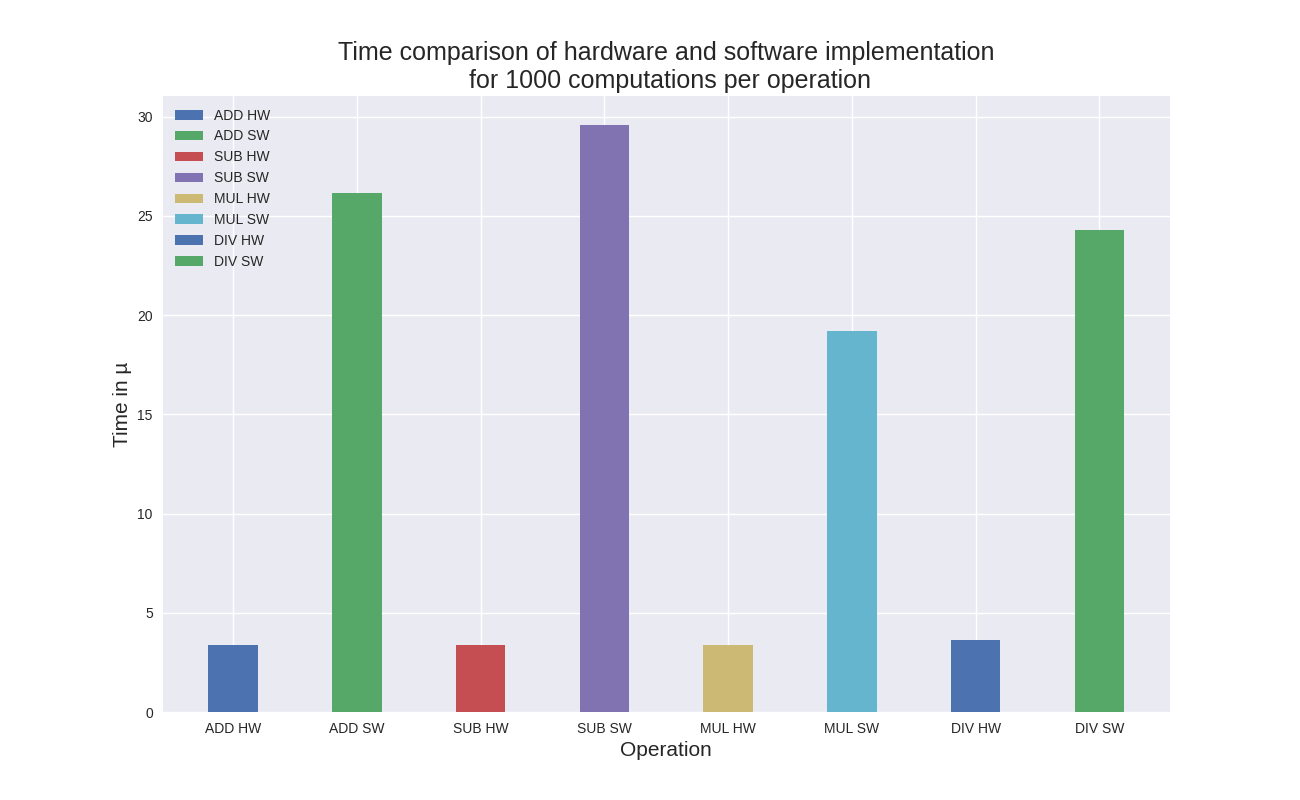 Time comparison of hardware and software implementation
for 1000 computations per operation
30
25
20
15
10
5
0
Time in µ
ADD HW
ADD SW
SUB HW
SUB SW
MUL HW
MUL SW
DIV HW
DIV SW
ADD HW
ADD SW
SUB HW
SUB SW
MUL HW
MUL SW
DIV HW
DIV SW
Operation